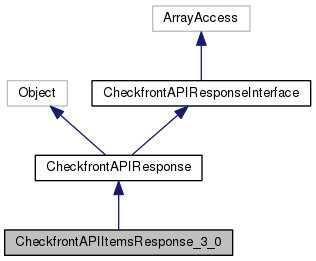 ArrayAccess
Object
CheckfrontAPIResponseInterface
CheckfrontAPIResponse
CheckfrontAPIItemsResponse_3_0